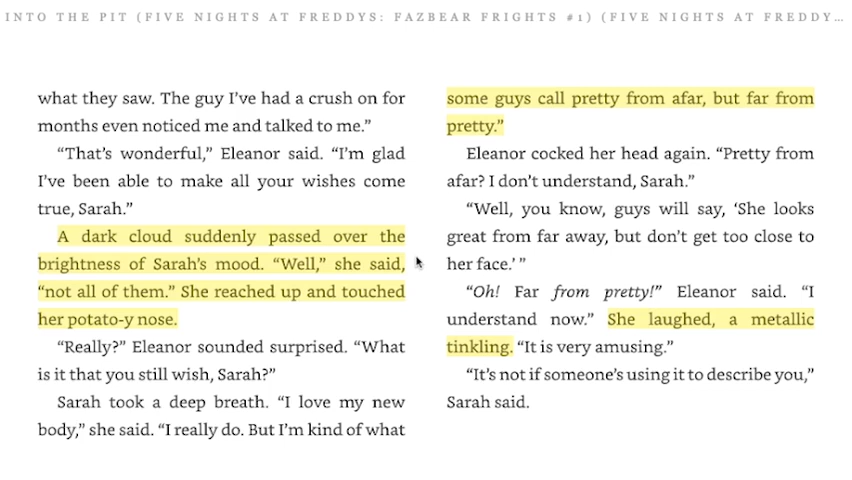 INTO THE PIT (FIVE NIGHTS AT FREDDYS: FAZBEAR FRIGHTS #1) (FIVE NIGHTS AT FREDDY...
what they saw. The guy I’ve had a crush on for
months even noticed me and talked to me.”
“That’s wonderful,” Eleanor said. “I’m glad
I’ve been able to make all your wishes come
true, Sarah.”
A dark cloud suddenly passed over the
brightness of Sarah’s mood. “Well,” she said,
“not all of them.” She reached up and touched
her potato-y nose.
“Really?” Eleanor sounded surprised. “What
is it that you still wish, Sarah?”
Sarah took a deep breath. “I love my new
body,” she said. “I really do. But I’m kind of what
some guys call pretty from afar, but far from
pretty.”
Eleanor cocked her head again. “Pretty from
afar? I don’t understand, Sarah.”
“Well, you know, guys will say, ‘She looks
great from far away, but don’t get too close to
her face.’ ”
“Oh! Far from pretty!” Eleanor said. “I
understand now.” She laughed, a metallic
tinkling. “It is very amusing.”
“It’s not if someone’s using it to describe you,”
Sarah said.